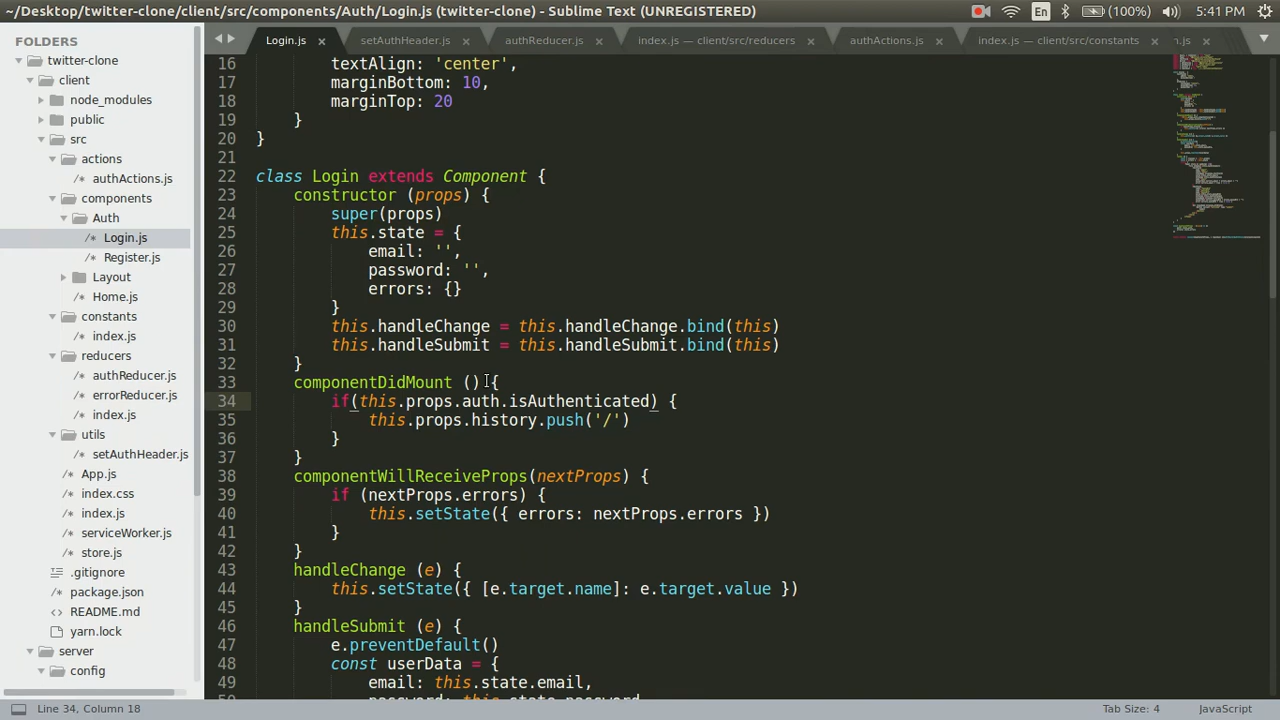 ~/Desktop/twitter-clone/client/src/components/Auth/Login.js (twitter-clone) - Sublime Text (UNREGISTERED)
En
(100%)
5:41 PM
FOLDERS
twitter-clone
client
node_modules
public
src
actions
/* authActions.js
components
Auth
/* Login.js
/* Register.js
Layout
/* Home.js
constants
/* index.js
reducers
/* authReducer.js
/* errorReducer.js
/* index.js
utils
/* setAuthHeader.js
/* App.js
/* index.css
/* index.js
/* serviceWorker.js
/* store.js
.gitignore
/* package.json
<> README.md
yarn.lock
server
config
Login.js
setAuthHeader.js
authReducer.js
index.js — client/src/reducers
authActions.js
index.js — client/src/constants
n.js
16 textAlign: 'center',
17 marginBottom: 10,
18 marginTop: 20
19 }
20 }
21
22 class Login extends Component {
23 constructor (props) {
24 super(props)
25 this.state = {
26 email: '',
27 password: '',
28 errors: {}
29 }
30 this.handleChange = this.handleChange.bind(this)
31 this.handleSubmit = this.handleSubmit.bind(this)
32 }
33 componentDidMount () {
34 if(this.props.auth.isAuthenticated) {
35 this.props.history.push('/')
36 }
37 }
38 componentWillReceiveProps(nextProps) {
39 if (nextProps.errors) {
40 this.setState({ errors: nextProps.errors })
41 }
42 }
43 handleChange (e) {
44 this.setState({ [e.target.name]: e.target.value })
45 }
46 handleSubmit (e) {
47 e.preventDefault()
48 const userData = {
49 email: this.state.email,
50 password: this.state.password
Line 34, Column 18
Tab Size: 4
JavaScript